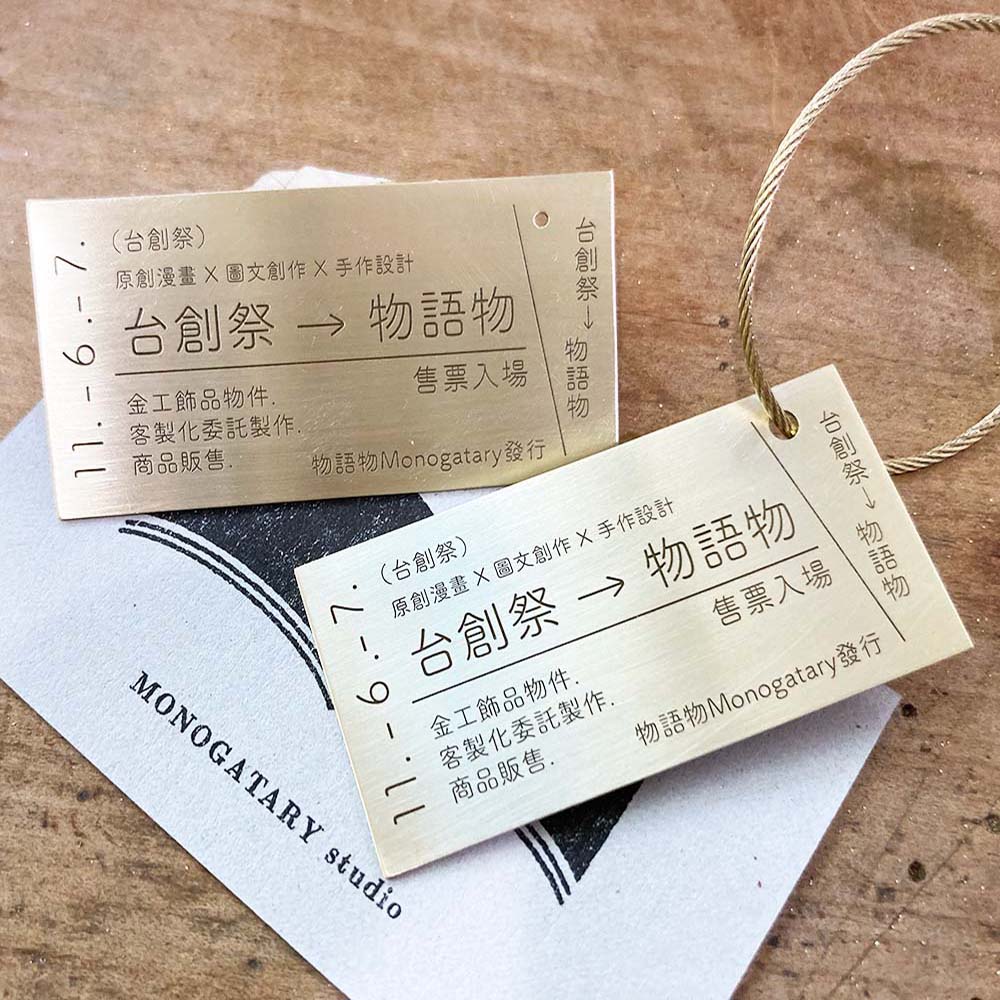 11.-6.-7.
(台創祭)
原創漫畫×圖文創作×手作設計
台創祭→物語物
售票入場
金工飾品物件.
客製化委託製作.
商品販售.
物語物Monogatary發行
台創祭→物語物
11.-6.-7.
(台創祭)
原創漫畫×圖文創作×手作設計
台創祭→物語物
售票入場
金工飾品物件.
客製化委託製作.
商品販售.
物語物Monogatary發行
台創祭→物語物
MONOGATARY studio